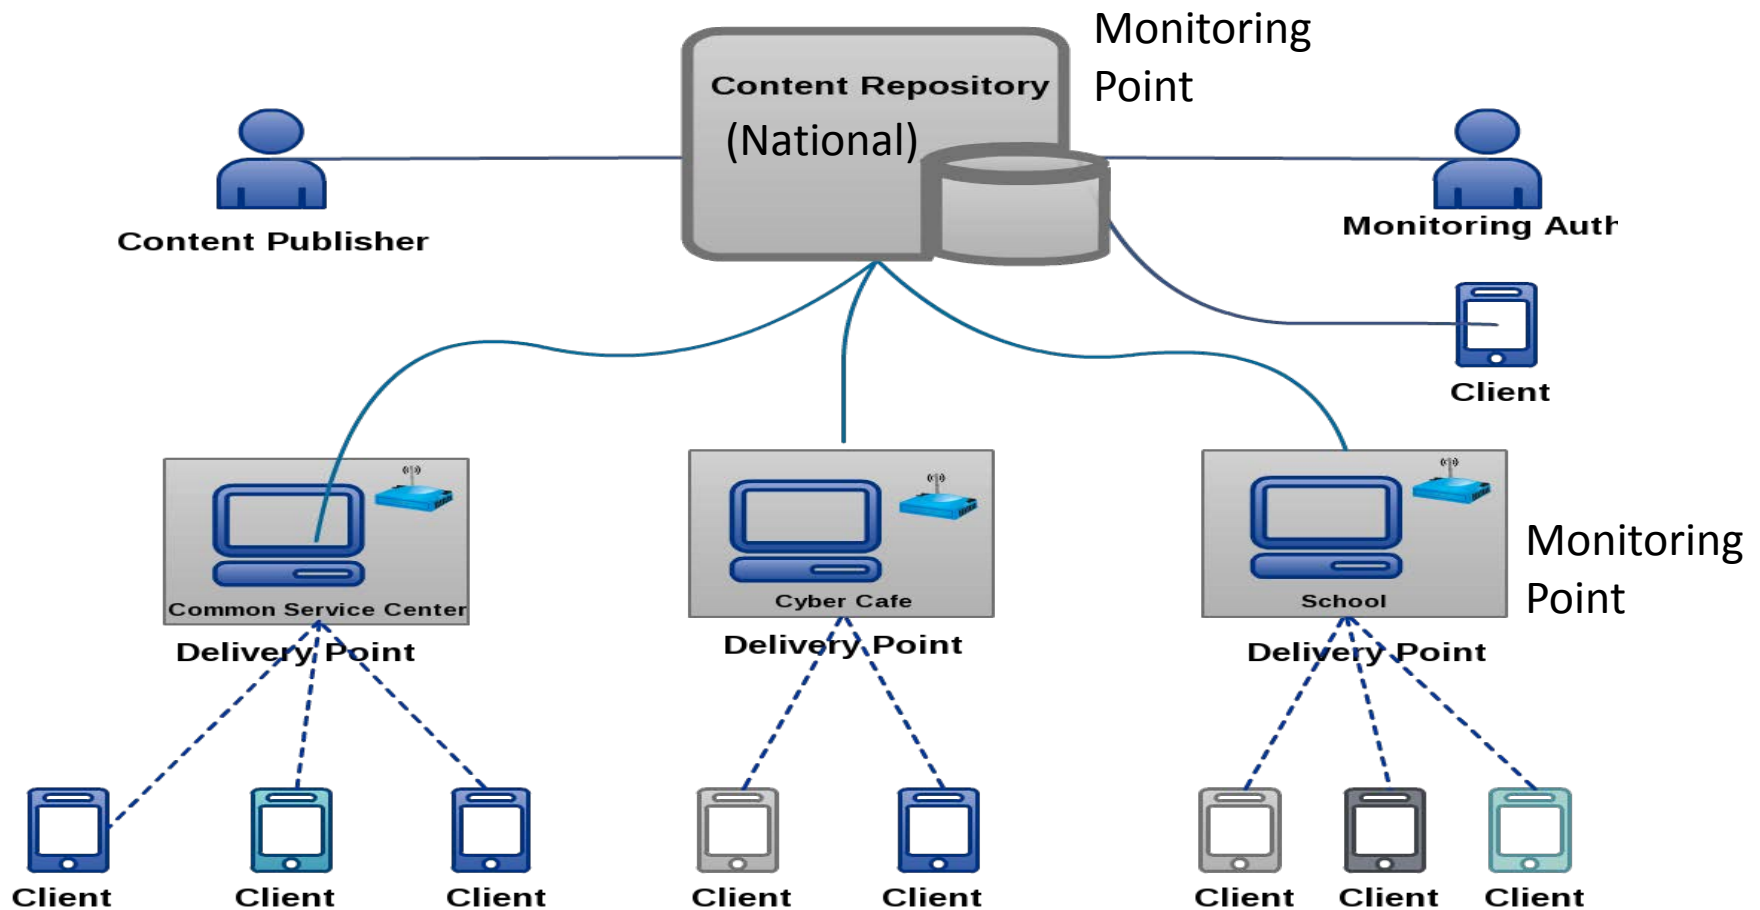 Monitoring
Point
Content Repository
(National)
Content Publisher
Monitoring Auth
Client
Common Service Center
Cyber Cafe
School
Monitoring
Point
Delivery Point
Delivery Point
Delivery Point
Client
Client
Client
Client
Client
Client
Client
Client